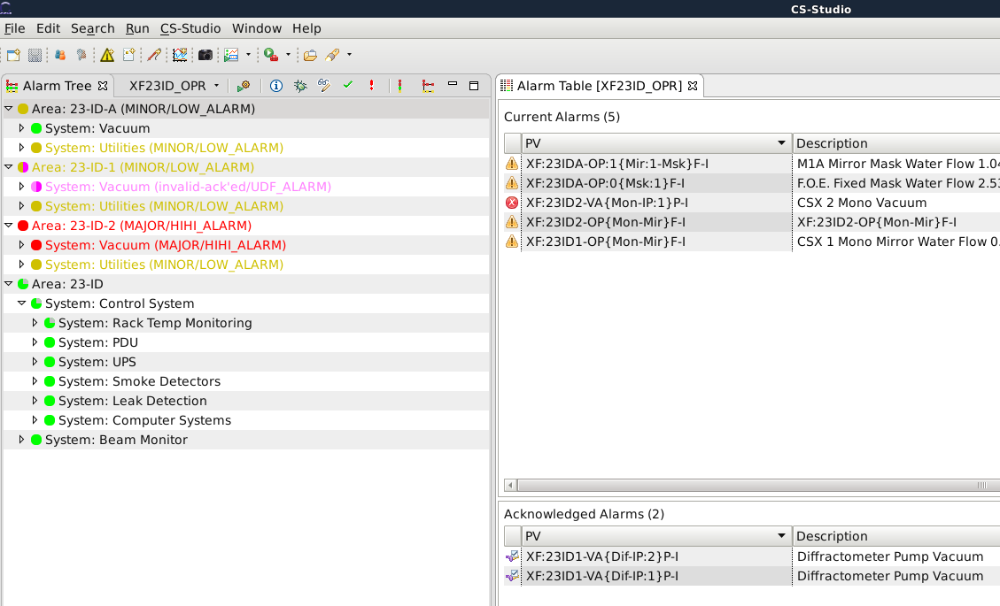 CS-Studio
File Edit Search Run CS-Studio Window Help
Alarm Tree XF23ID_OPR
Area: 23-ID-A (MINOR/LOW_ALARM)
System: Vacuum
System: Utilities (MINOR/LOW_ALARM)
Area: 23-ID-1 (MINOR/LOW_ALARM)
System: Vacuum (invalid-ack'ed/UDF_ALARM)
System: Utilities (MINOR/LOW_ALARM)
Area: 23-ID-2 (MAJOR/HIHI_ALARM)
System: Vacuum (MAJOR/HIHI_ALARM)
System: Utilities (MINOR/LOW_ALARM)
Area: 23-ID
System: Control System
System: Rack Temp Monitoring
System: PDU
System: UPS
System: Smoke Detectors
System: Leak Detection
System: Computer Systems
System: Beam Monitor
Alarm Table [XF23ID_OPR]
Current Alarms (5)
PV Description
XF:23IDA-OP:1{Mir:1-Msk}F-I M1A Mirror Mask Water Flow 1.04
XF:23IDA-OP:0{Msk:1}F-I F.O.E. Fixed Mask Water Flow 2.53
XF:23ID2-VA{Mon-IP:1}P-I CSX 2 Mono Vacuum
XF:23ID2-OP{Mon-Mir}F-I XF:23ID2-OP{Mon-Mir}F-I
XF:23ID1-OP{Mon-Mir}F-I CSX 1 Mono Mirror Water Flow 0.
Acknowledged Alarms (2)
PV Description
XF:23ID1-VA{Dif-IP:2}P-I Diffractometer Pump Vacuum
XF:23ID1-VA{Dif-IP:1}P-I Diffractometer Pump Vacuum